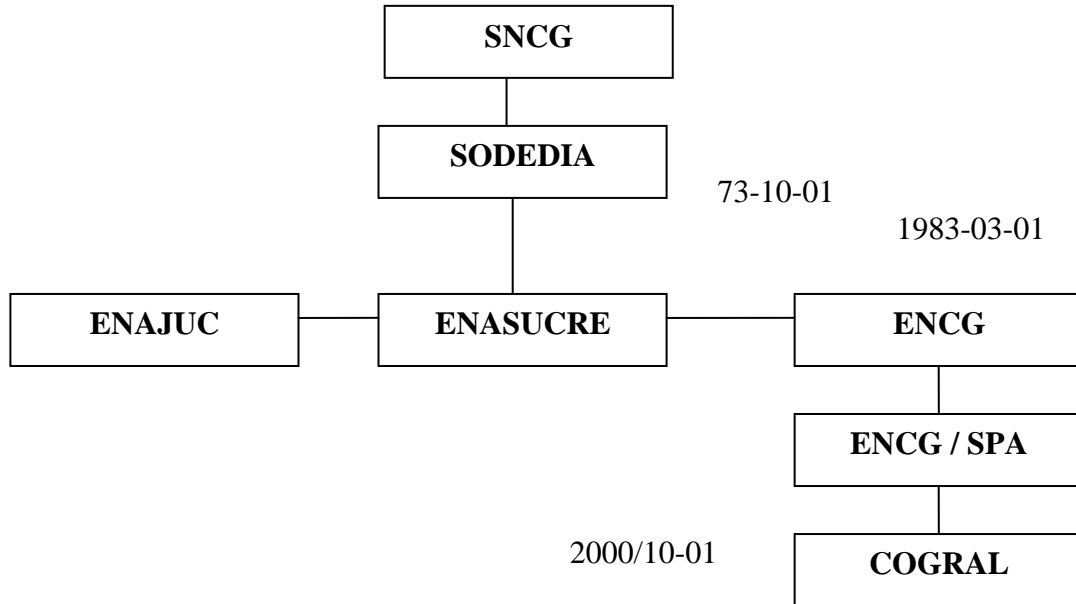 SNCG
SODEDIA
73-10-01
1983-03-01
ENAJUC
ENASUCRE
ENCG
ENCG / SPA
2000/10-01
COGRAL